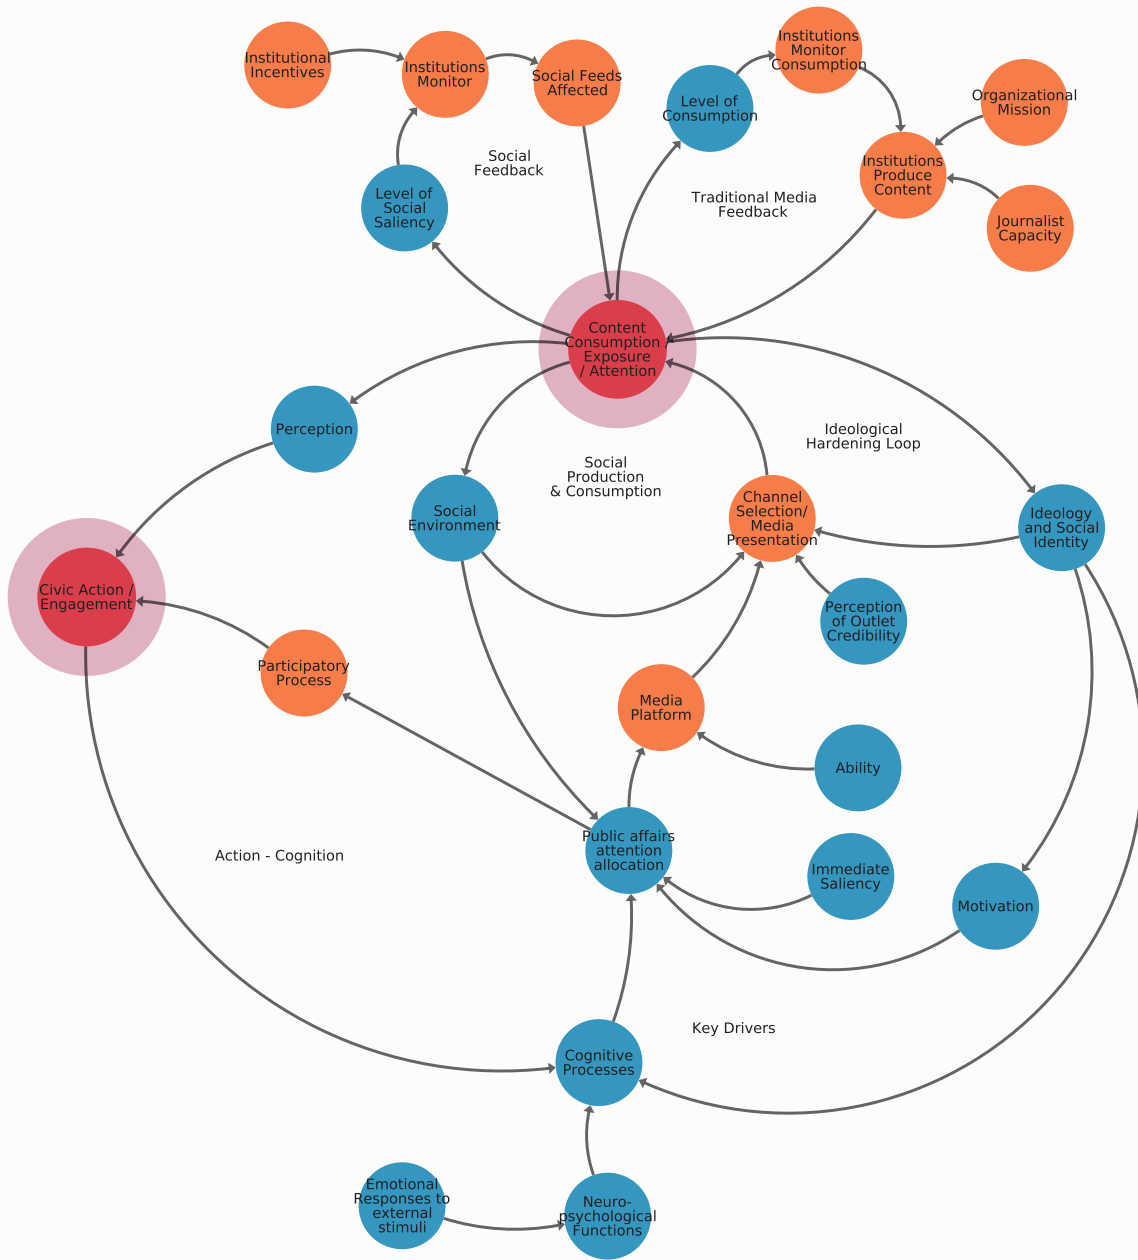 Institutional
Incentives
Institutions
Monitor
Social Feeds
Affected
Institutions
Monitor
Consumption
Level of
Consumption
Organizational
Mission
Social
Feedback
Institutions
Produce
Content
Level of
Social
Saliency
Traditional Media
Feedback
Journalist
Capacity
Content
Consumption /
Exposure
/ Attention
Perception
Ideological
Hardening Loop
Social
Production
& Consumption
Social
Environment
Channel
Selection/
Media
Presentation
Ideology
and Social
Identity
Civic Action /
Engagement
Perception
of Outlet
Credibility
Participatory
Process
Media
Platform
Ability
Public affairs
attention
allocation
Action - Cognition
Immediate
Saliency
Motivation
Key Drivers
Cognitive
Processes
Emotional
Responses to
external
stimuli
Neuro-
psychological
Functions